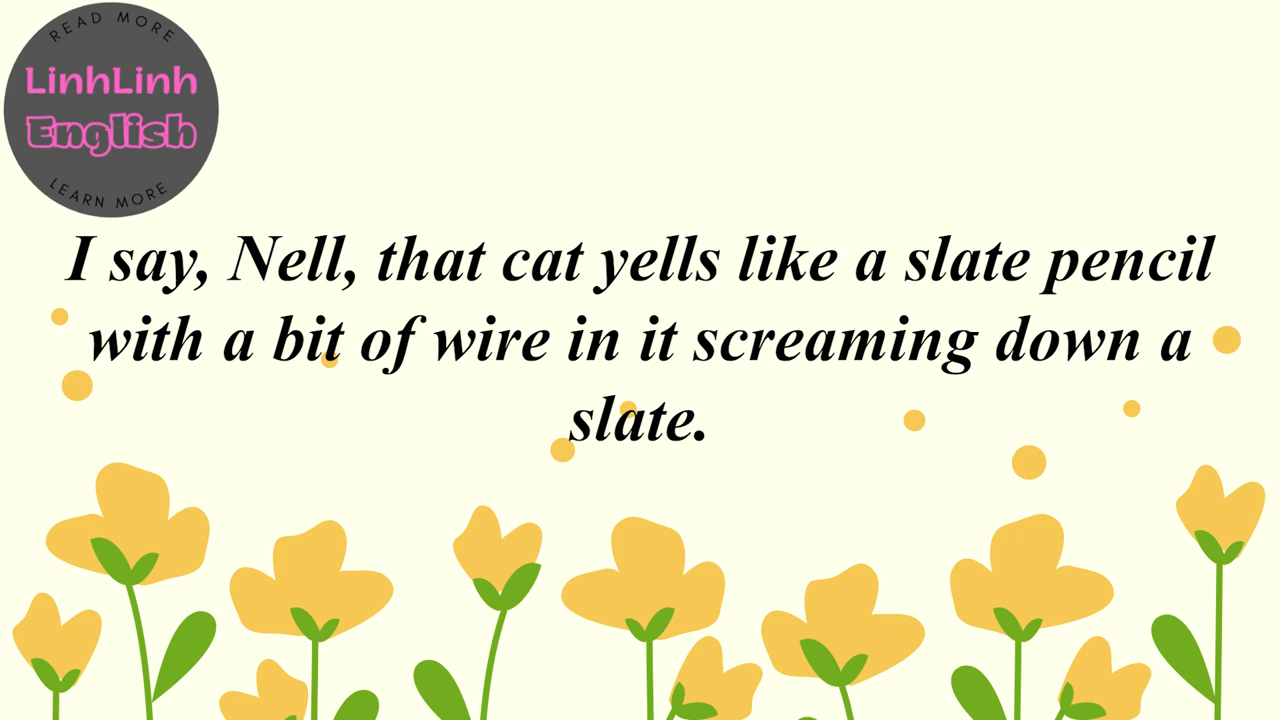 READ MORE
LinhLinh
English
LEARN MORE
I say, Nell, that cat yells like a slate pencil
with a bit of wire in it screaming down a
slate.